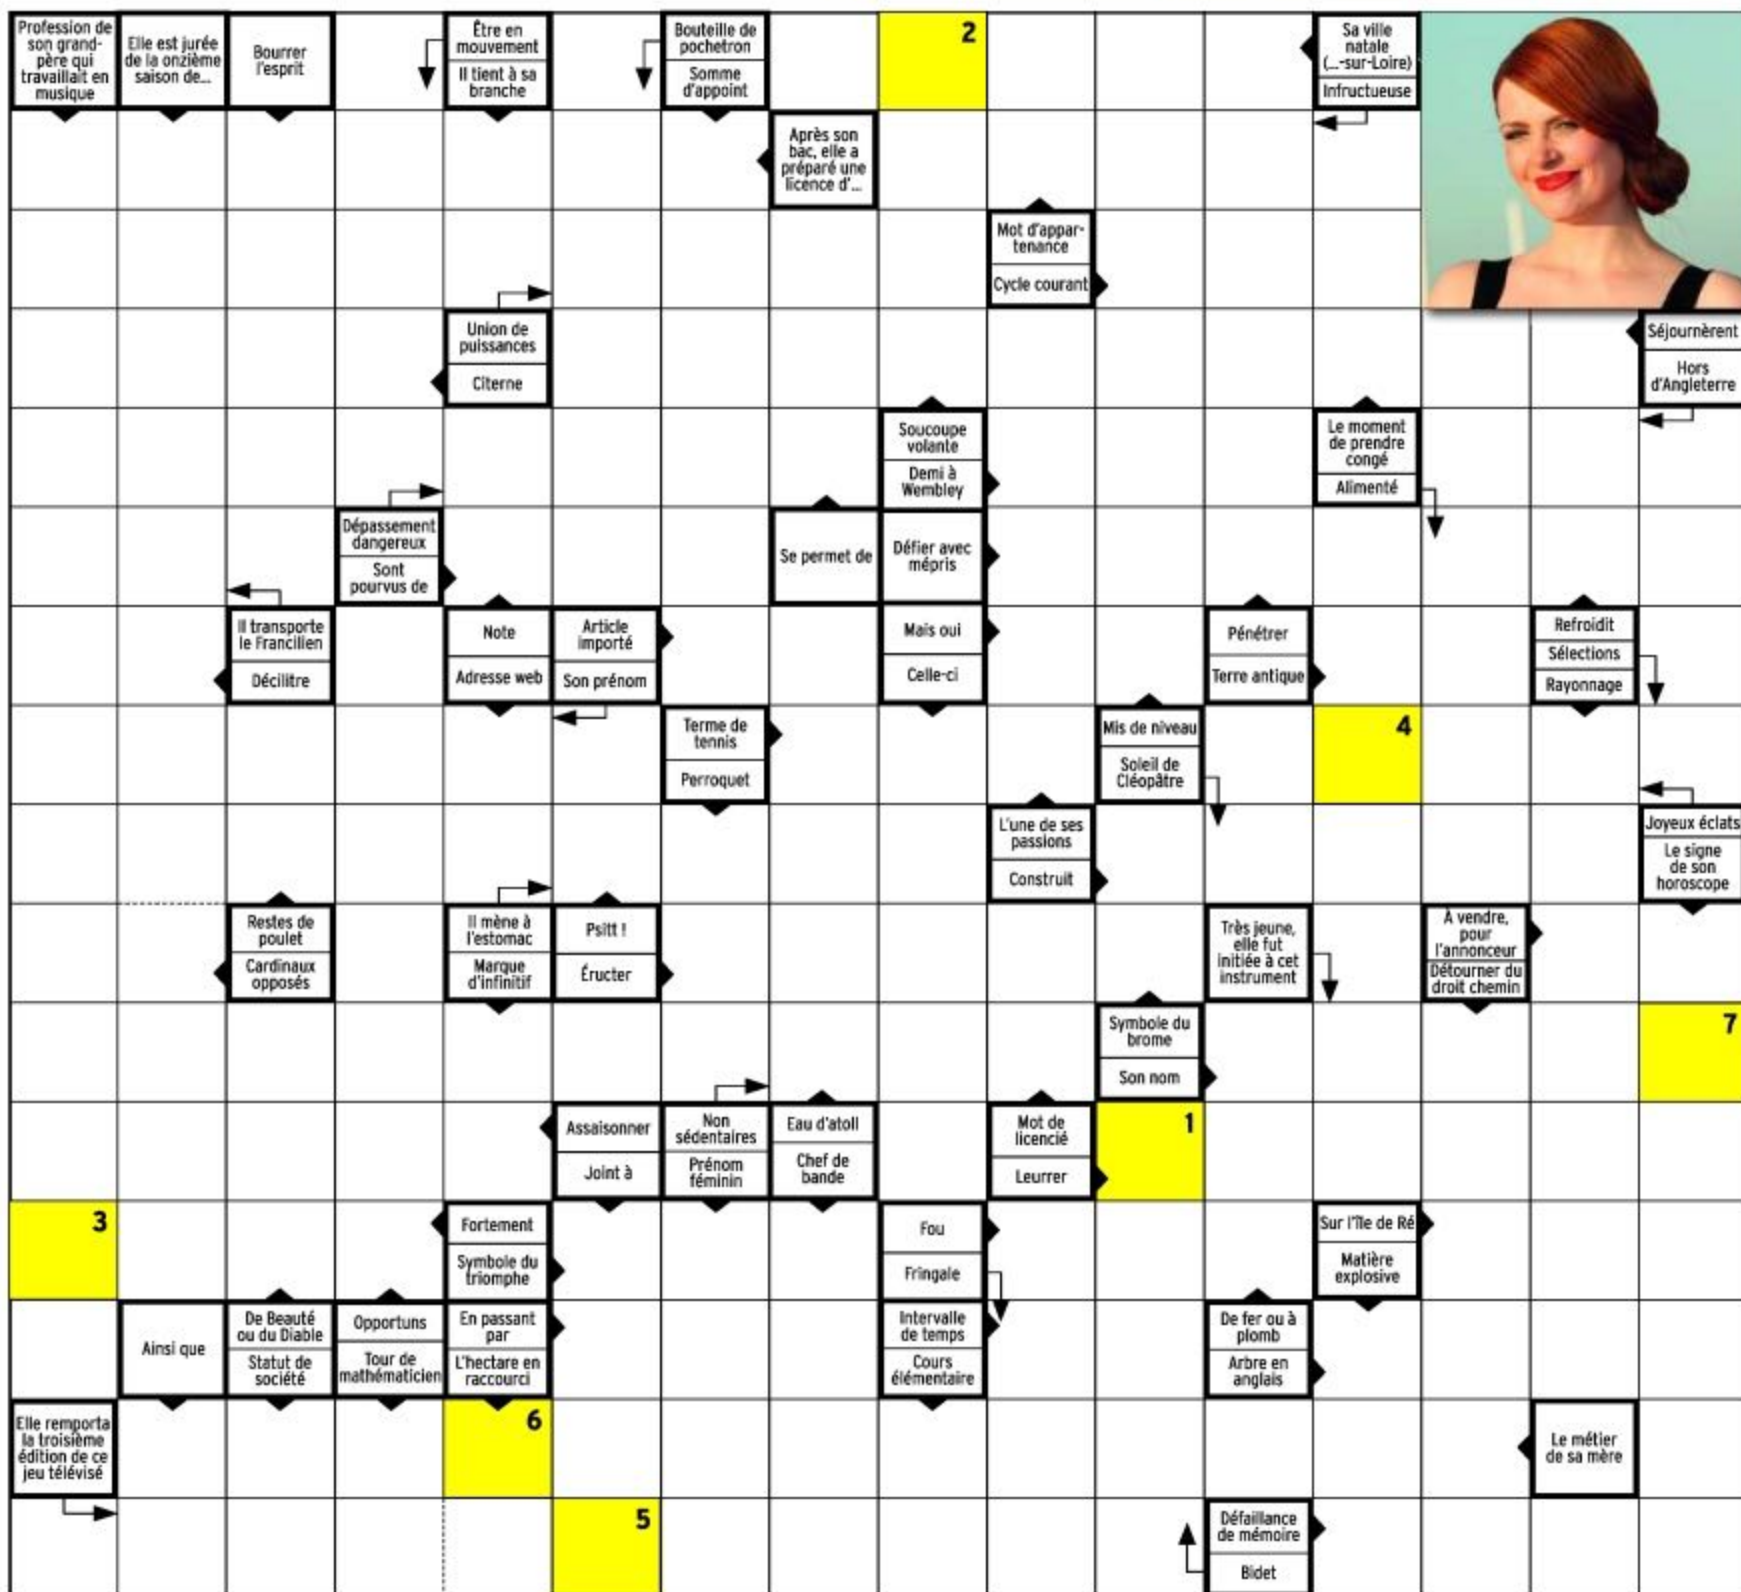 Profession de
son grand-
père qui
travaillait en
musique
Elle est jurée
de la onzième
saison de...
Bourrer
l'esprit
Être en
mouvement
Il tient à sa
branche
Bouteille de
pochetron
Somme
d'appoint
2
Sa ville
natale
(...-sur-Loire)
Infructueuse
Après son
bac, elle a
préparé une
licence d'...
Mot d'appar-
tenance
Cycle courant
Union de
puissances
Citerne
Séjournèrent
Hors
d'Angleterre
Soucoupe
volante
Demi à
Wembley
Le moment
de prendre
congé
Alimenté
Dépassement
dangereux
Sont
pourvus de
Se permet de
Défier avec
mépris
Il transporte
le Francilien
Décilitre
Note
Adresse web
Article
importé
Son prénom
Mais oui
Celle-ci
Pénétrer
Terre antique
Refroidit
Sélections
Rayonnage
Terme de
tennis
Perroquet
Mis de niveau
Soleil de
Cléopâtre
4
L'une de ses
passions
Construit
Joyeux éclats
Le signe
de son
horoscope
Restes de
poulet
Cardinaux
opposés
Il mène à
l'estomac
Marque
d'infinitif
Psitt !
Éructer
Très jeune,
elle fut
initiée à cet
instrument
À vendre,
pour
l'annonceur
Détourner du
droit chemin
Symbole du
brome
Son nom
7
Assaisonner
Joint à
Non
sédentaires
Prénom
féminin
Eau d'atoll
Chef de
bande
Mot de
licencié
Leurrer
1
3
Fortement
Symbole du
triomphe
Fou
Fringale
Sur l'île de Ré
Matière
explosive
Ainsi que
De Beauté
ou du Diable
Statut de
société
Opportuns
Tour de
mathématicien
En passant
par
L'hectare en
raccourci
Intervalle
de temps
Cours
élémentaire
De fer ou à
plomb
Arbre en
anglais
Elle remporta
la troisième
édition de ce
jeu télévisé
6
Le métier
de sa mère
5
Défaillance
de mémoire
Bidet